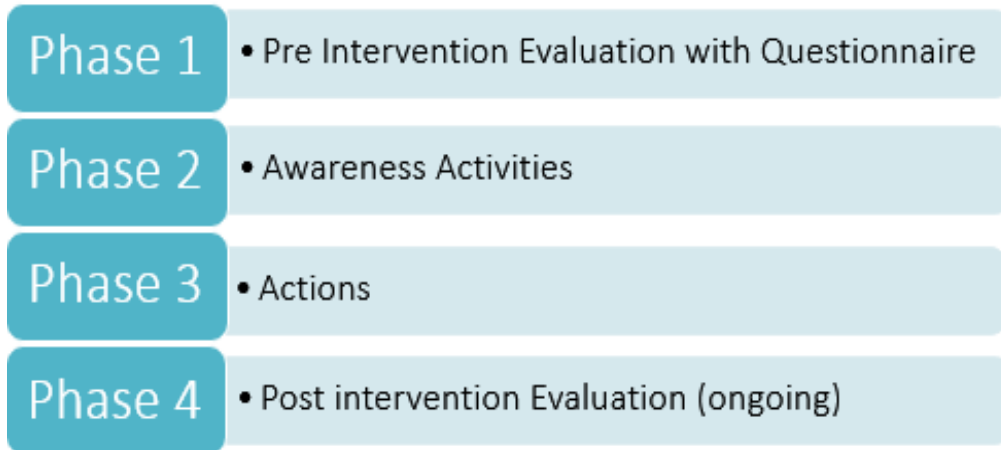 Phase 1
• Pre Intervention Evaluation with Questionnaire
Phase 2
• Awareness Activities
Phase 3
• Actions
Phase 4
• Post intervention Evaluation (ongoing)